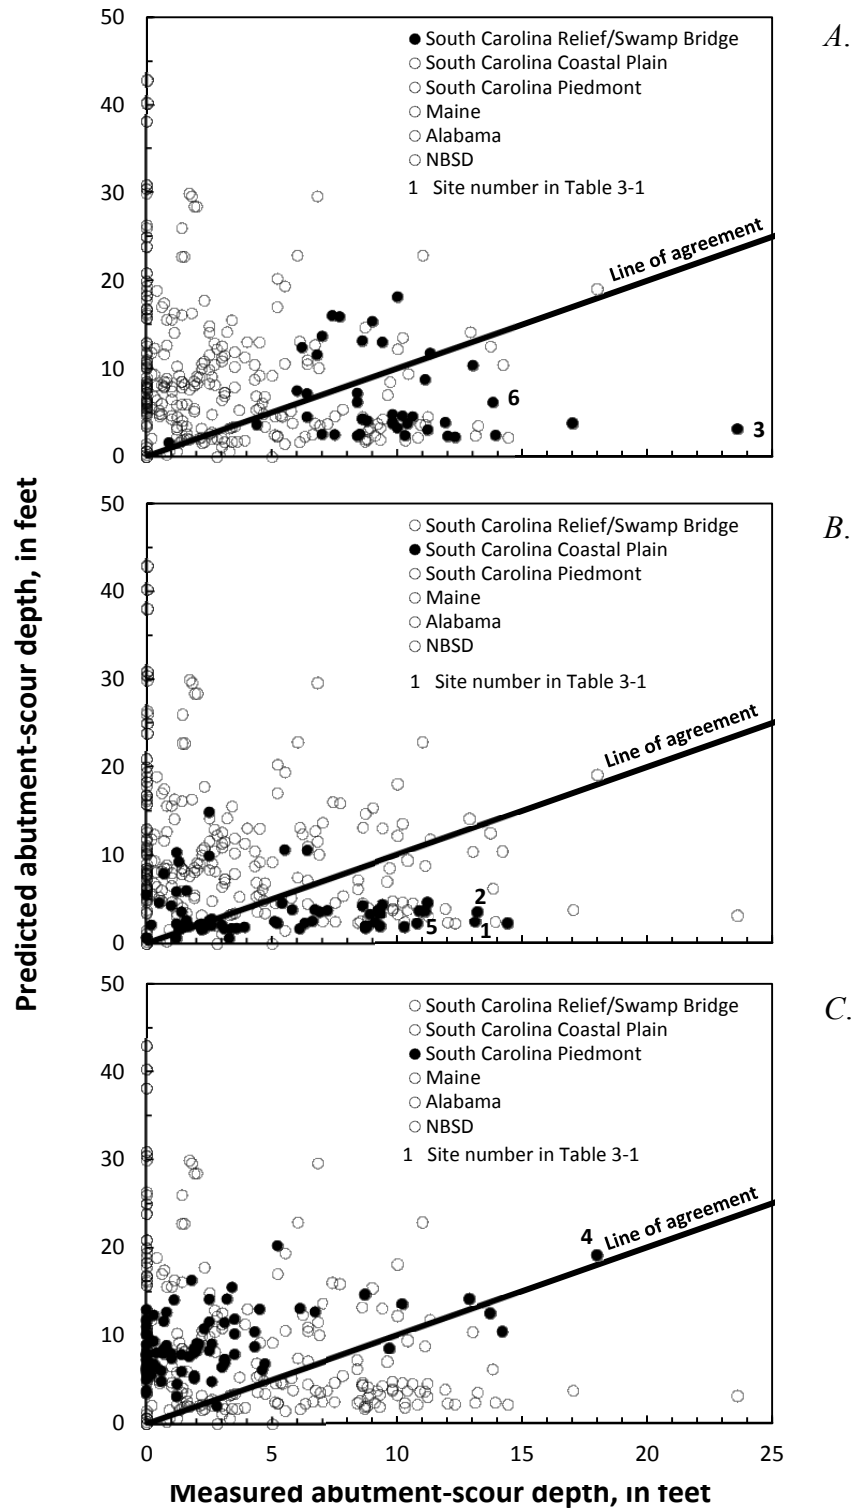 A.
50
40
30
20
10
0
South Carolina Relief/Swamp Bridge
South Carolina Coastal Plain
South Carolina Piedmont
Maine
Alabama
NBSD
1 Site number in Table 3-1
Line of agreement
6
3
B.
50
40
30
20
10
0
South Carolina Relief/Swamp Bridge
South Carolina Coastal Plain
South Carolina Piedmont
Maine
Alabama
NBSD
1 Site number in Table 3-1
Line of agreement
2
5
1
Predicted abutment-scour depth, in feet
C.
50
40
30
20
10
0
South Carolina Relief/Swamp Bridge
South Carolina Coastal Plain
South Carolina Piedmont
Maine
Alabama
NBSD
1 Site number in Table 3-1
Line of agreement
4
0 5 10 15 20 25
Measured abutment-scour depth, in feet